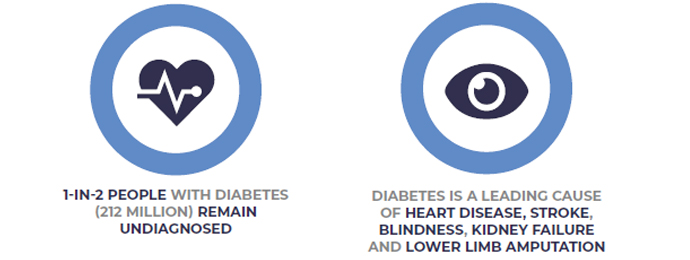 1-IN-2 PEOPLE WITH DIABETES
(212 MILLION) REMAIN
UNDIAGNOSED
DIABETES IS A LEADING CAUSE
OF HEART DISEASE, STROKE,
BLINDNESS, KIDNEY FAILURE
AND LOWER LIMB AMPUTATION